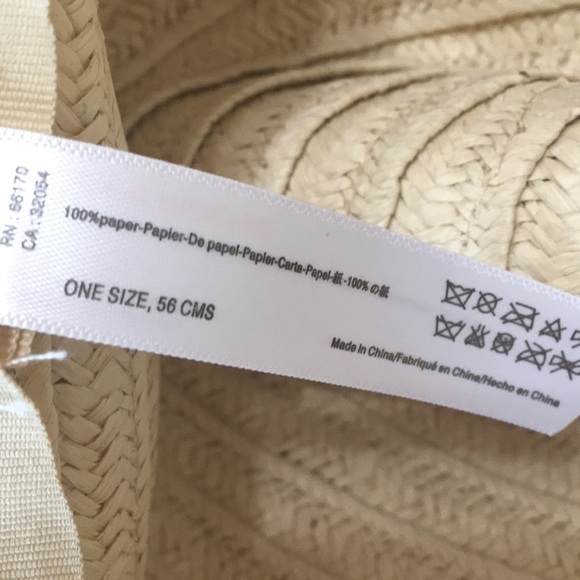 RN : 66170
CA : 32054
100%paper-Papier-De papel-Papier-Carta-Papel-紙-100% の紙
ONE SIZE, 56 CMS
Made in China/Fabriqué en Chine/Hecho en China